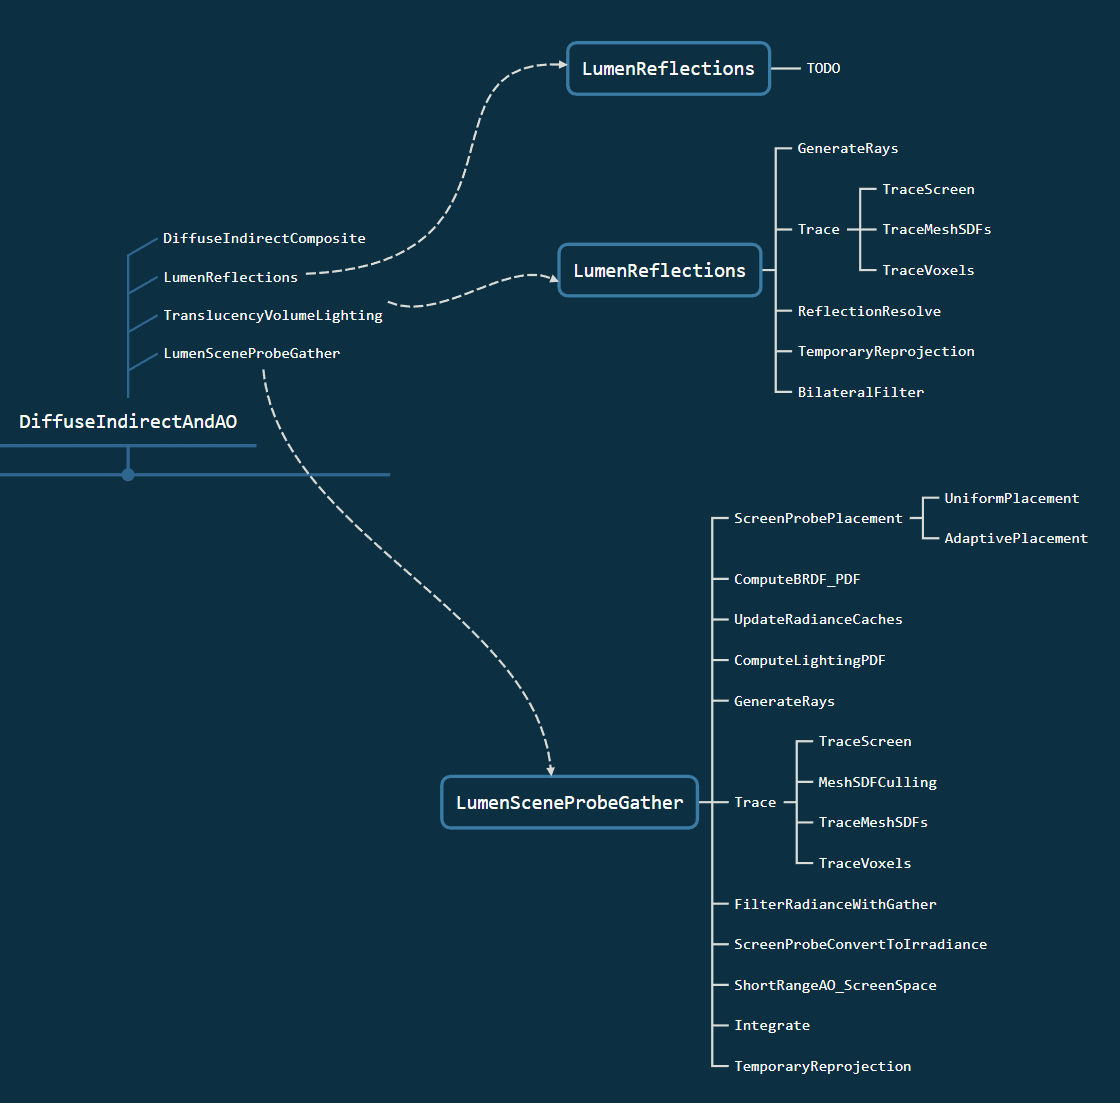 LumenReflections
TODO
GenerateRays
TraceScreen
Trace
TraceMeshSDFs
TraceVoxels
LumenReflections
ReflectionResolve
TemporaryReprojection
BilateralFilter
DiffuseIndirectComposite
LumenReflections
TranslucencyVolumeLighting
LumenSceneProbeGather
DiffuseIndirectAndAO
ScreenProbePlacement
UniformPlacement
AdaptivePlacement
ComputeBRDF_PDF
UpdateRadianceCaches
ComputeLightingPDF
GenerateRays
LumenSceneProbeGather
Trace
TraceScreen
MeshSDFCulling
TraceMeshSDFs
TraceVoxels
FilterRadianceWithGather
ScreenProbeConvertToIrradiance
ShortRangeAO_ScreenSpace
Integrate
TemporaryReprojection